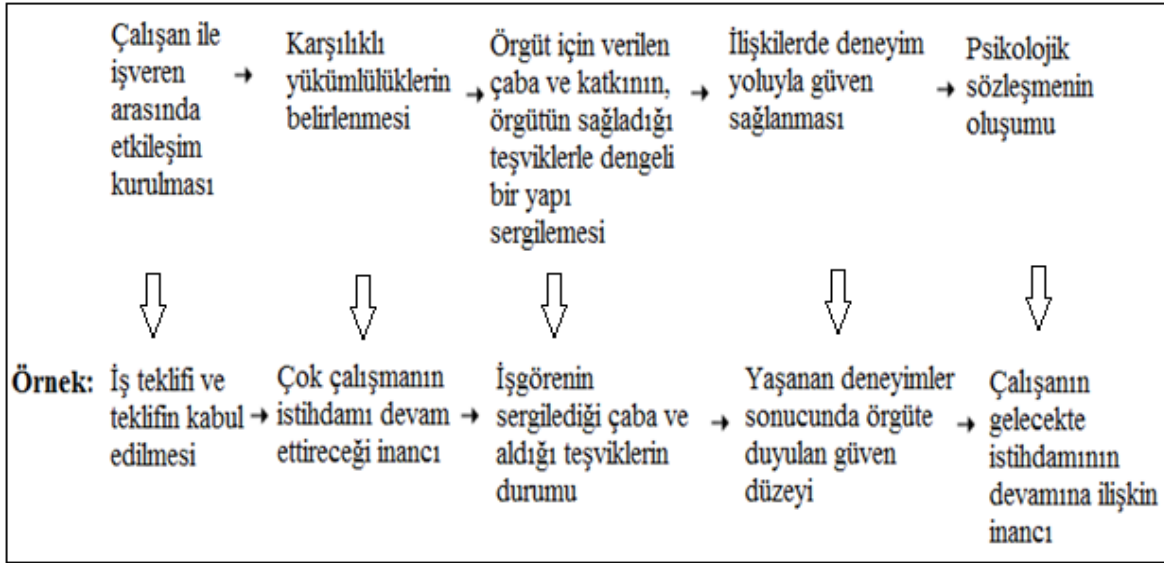 Çalışan ile
işveren
arasında
etkileşim
kurulması
Karşılıklı
yükümlülüklerin
belirlenmesi
Örgüt için verilen
çaba ve katkının,
örgütün sağladığı
teşviklerle dengeli
bir yapı
sergilemesi
İlişkilerde deneyim
yoluyla güven
sağlanması
Psikolojik
sözleşmenin
oluşumu
Örnek:
İş teklifi ve
teklifin kabul
edilmesi
Çok çalışmanın
istihdamı devam
ettireceği inancı
İşgörenin
sergilediği çaba ve
aldığı teşviklerin
durumu
Yaşanan deneyimler
sonucunda örgüte
duyulan güven
düzeyi
Çalışanın
gelecekte
istihdamının
devamına ilişkin
inancı